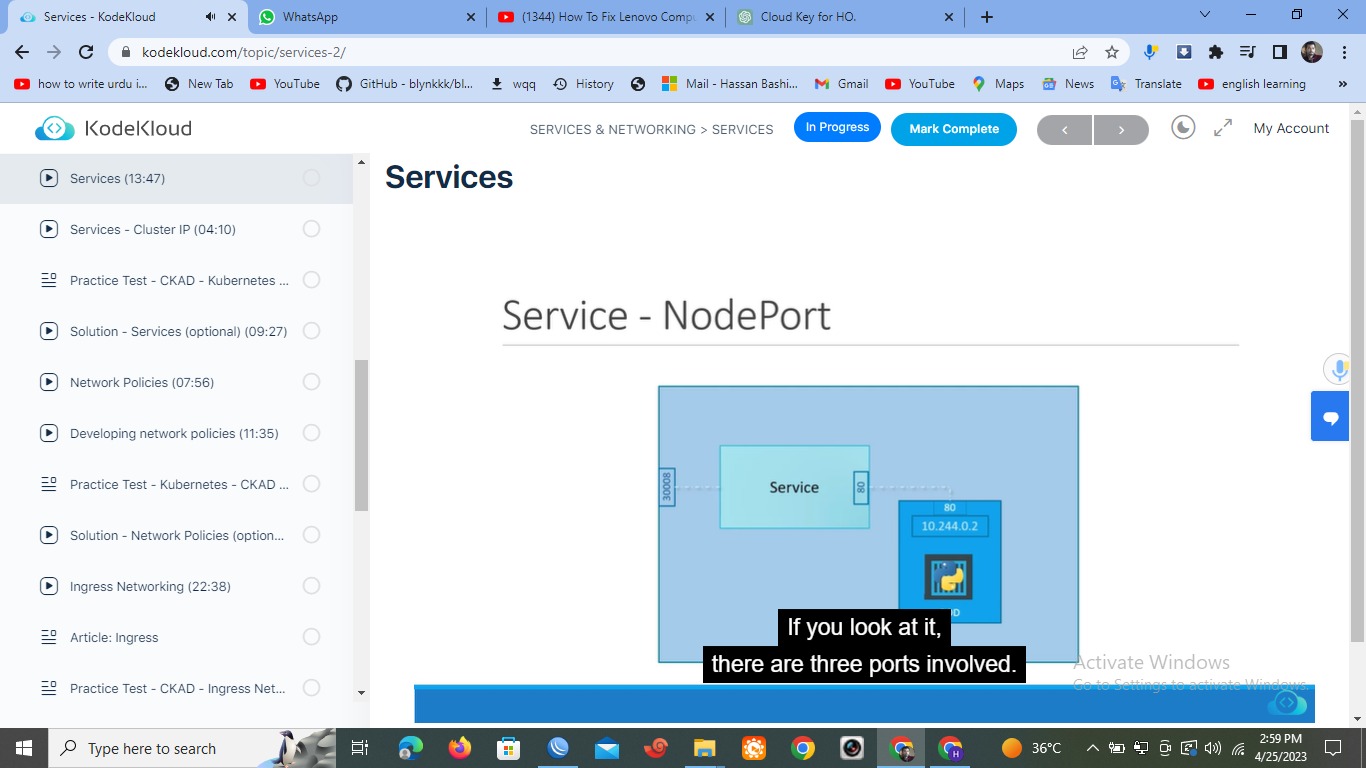 Services - KodeKloud
WhatsApp
(1344) How To Fix Lenovo Compu
Cloud Key for HO.
kodekloud.com/topic/services-2/
how to write urdu i...
New Tab
YouTube
GitHub - blynkkk/bl...
wqq
History
Mail - Hassan Bashi...
Gmail
YouTube
Maps
News
Translate
english learning
»
KodeKloud
SERVICES & NETWORKING > SERVICES
In Progress
Mark Complete
<
>
My Account
Services (13:47)
Services - Cluster IP (04:10)
Practice Test - CKAD - Kubernetes ...
Solution - Services (optional) (09:27)
Network Policies (07:56)
Developing network policies (11:35)
Practice Test - Kubernetes - CKAD ...
Solution - Network Policies (option...
Ingress Networking (22:38)
Article: Ingress
Practice Test - CKAD - Ingress Net...
Services
Service - NodePort
30008
Service
80
80
10.244.0.2
If you look at it,
there are three ports involved.
Activate Windows
Go to Settings to activate Windows.
Type here to search
H
36°C
2:59 PM
4/25/2023